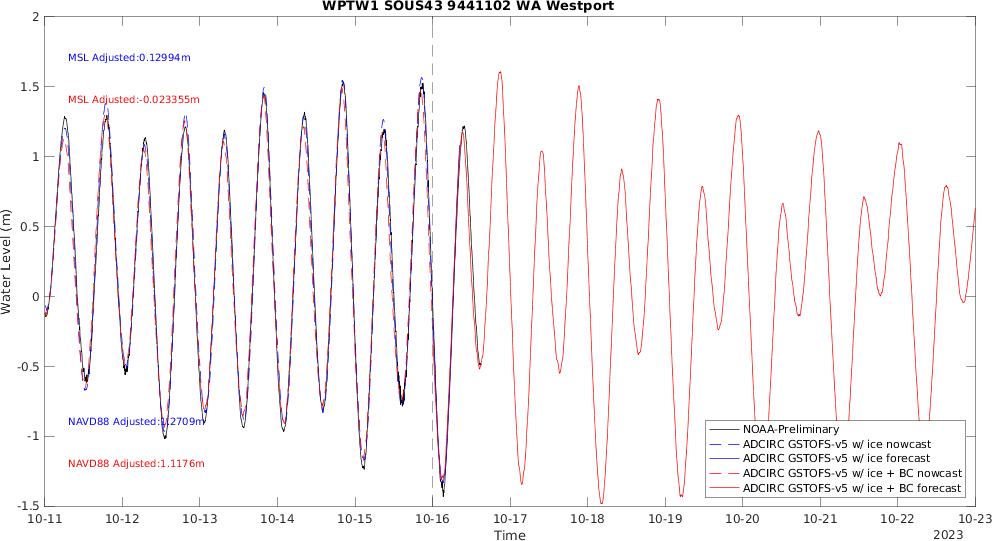 WPTW1 SOUS43 9441102 WA Westport
2
1.5
1
0.5
0
-0.5
-1
-1.5
Water Level (m)
MSL Adjusted:0.12994m
MSL Adjusted:-0.023355m
NAVD88 Adjusted:1.2709m
NAVD88 Adjusted:1.1176m
NOAA-Preliminary
ADCIRC GSTOFS-v5 w/ ice nowcast
ADCIRC GSTOFS-v5 w/ ice forecast
ADCIRC GSTOFS-v5 w/ ice + BC nowcast
ADCIRC GSTOFS-v5 w/ ice + BC forecast
10-11 10-12 10-13 10-14 10-15 10-16 10-17 10-18 10-19 10-20 10-21 10-22 10-23
Time
2023